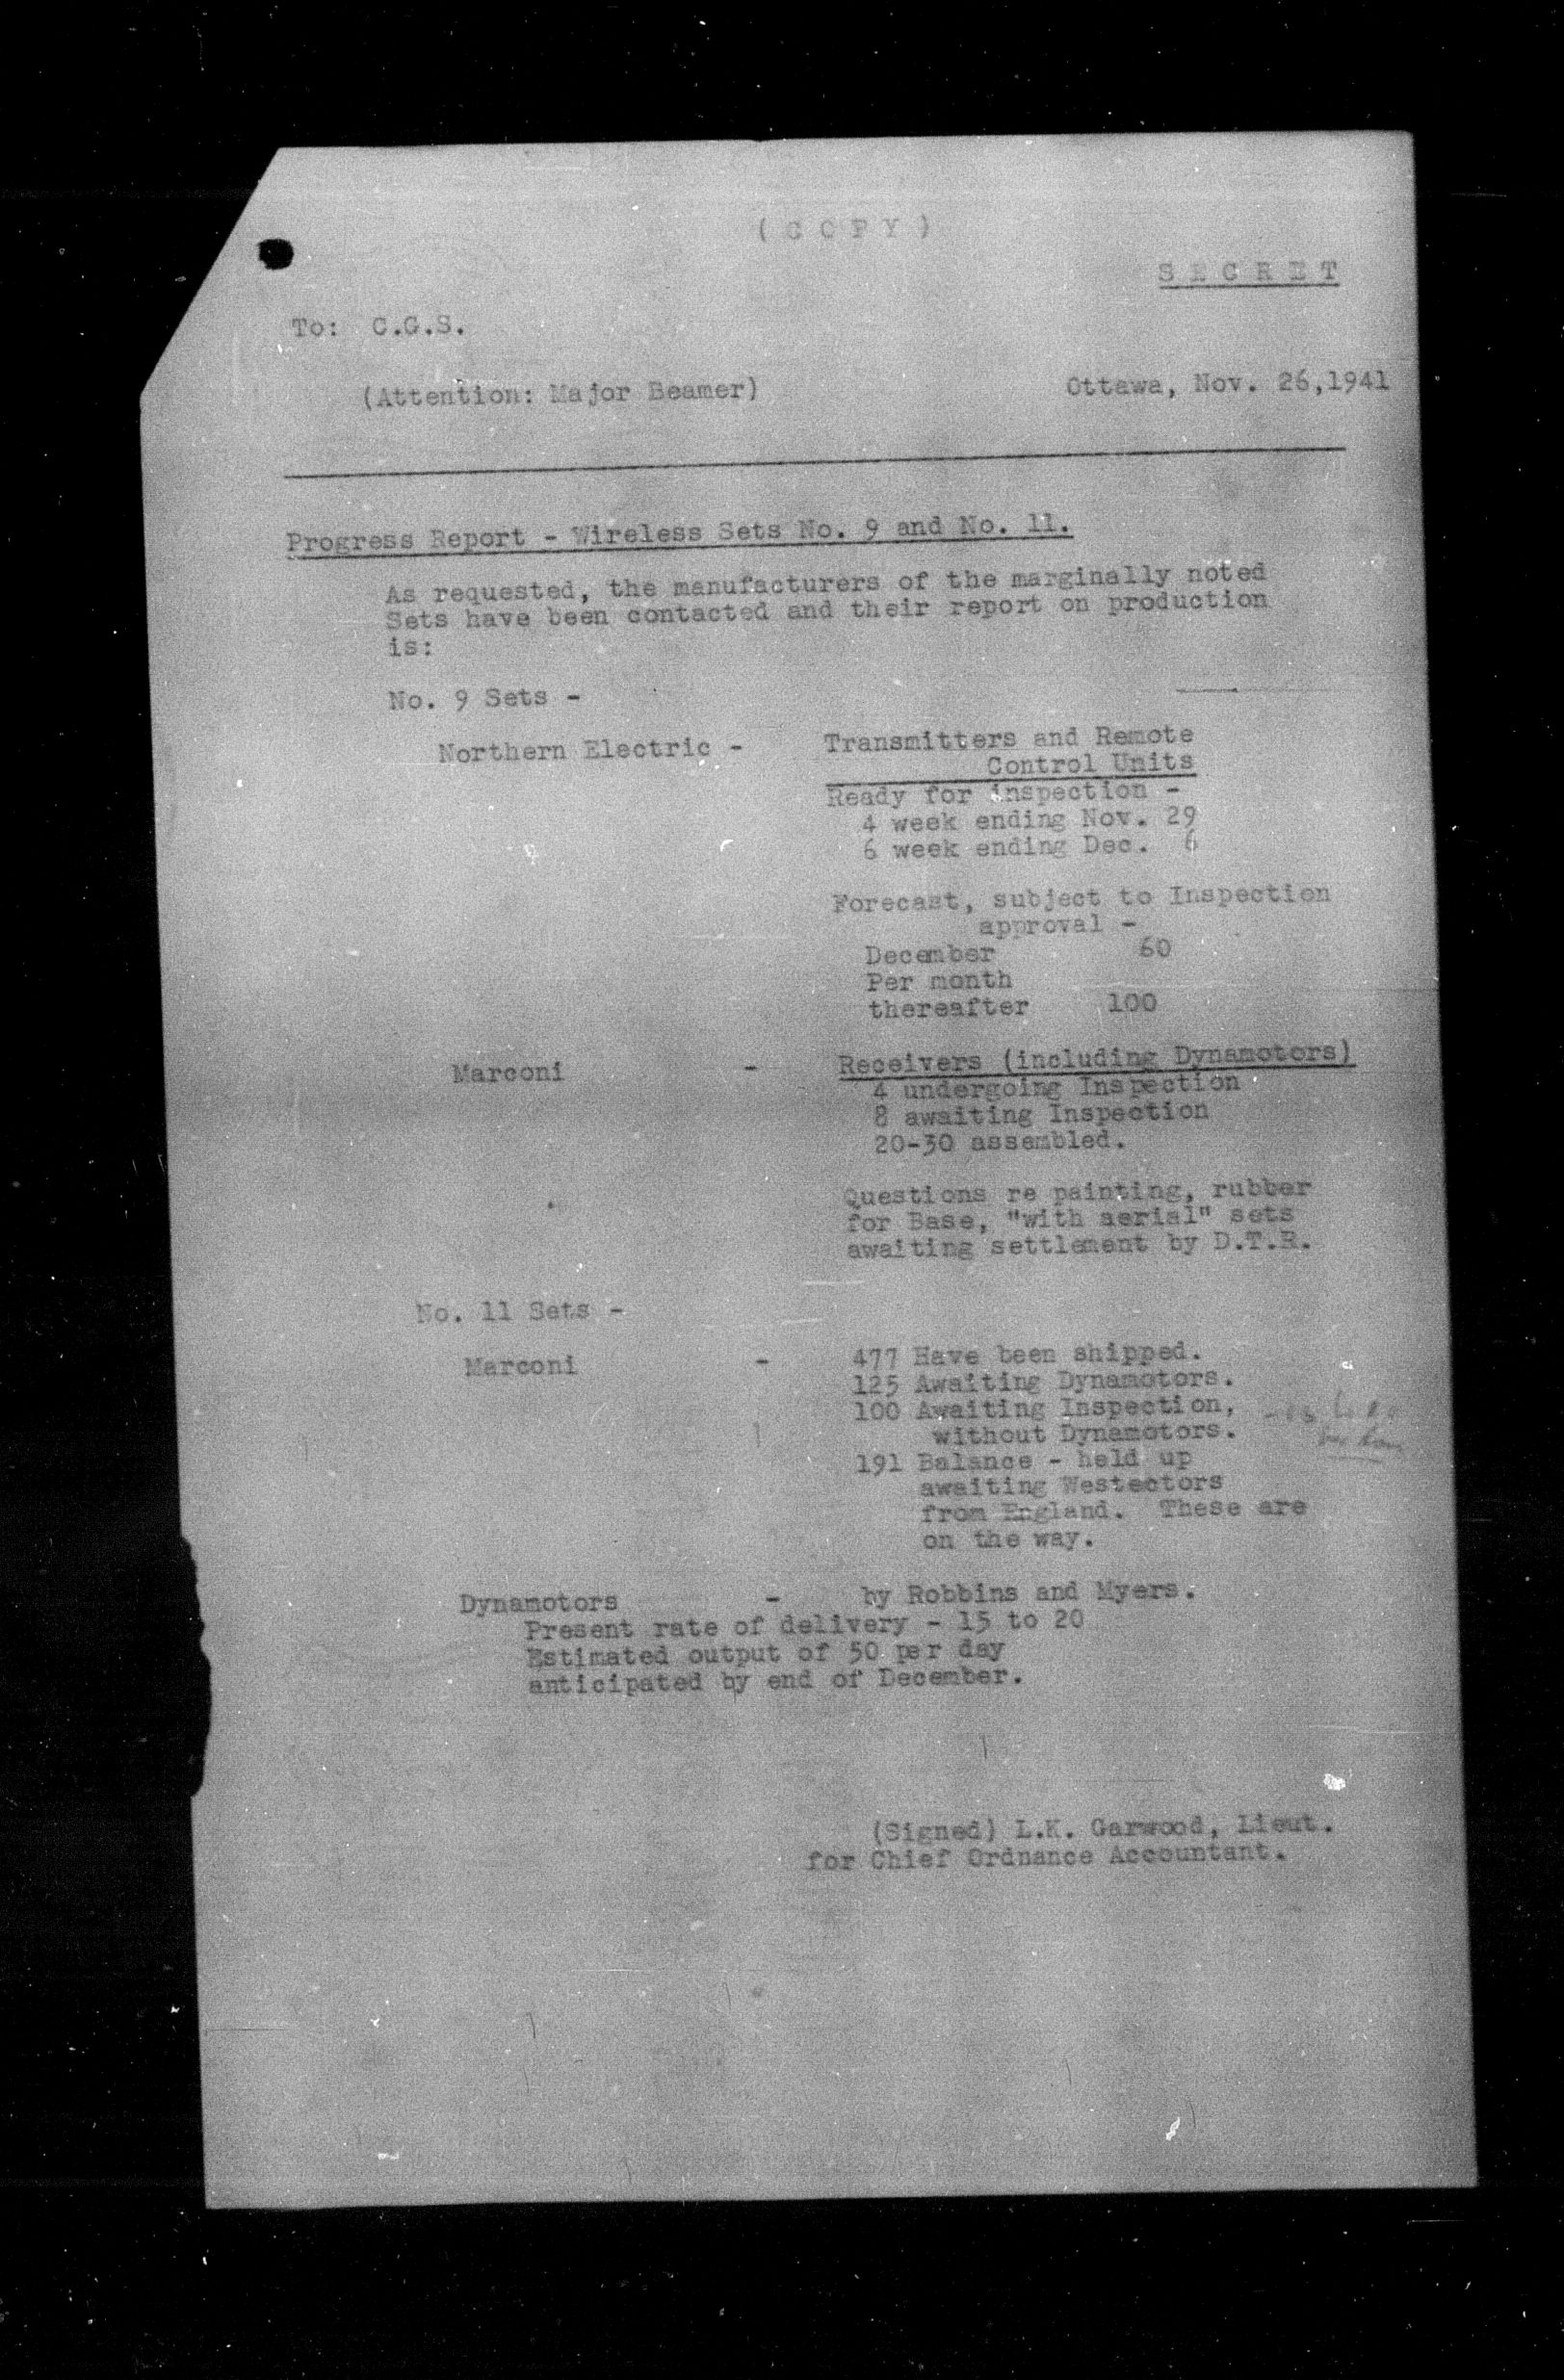 ( C O P Y )
S E C R E T
To: C.G.S.
(Attention: Major Beamer) Ottawa, Nov. 26,1941
Progress Report - Wireless Sets No. 9 and No. 11.
As requested, the manufacturers of the marginally noted
Sets have been contacted and their report on production
is:
No. 9 Sets -
Northern Electric - Transmitters and Remote
Control Units
Ready for inspection -
4 week ending Nov. 29
6 week ending Dec. 6
Forecast, subject to Inspection
approval -
December 60
Per month
thereafter 100
Marconi - Receivers (including Dynamotors)
4 undergoing Inspection
8 awaiting Inspection
20-30 assembled.
Questions re painting, rubber
for Base, "with aerial" sets
awaiting settlement by D.T.R.
No. 11 Sets -
Marconi - 477 Have been shipped.
125 Awaiting Dynamotors.
100 Awaiting Inspection,
without Dynamotors.
191 Balance - held up
awaiting Westectors
from England. These are
on the way.
Dynamotors - by Robbins and Myers.
Present rate of delivery - 15 to 20
Estimated output of 50 per day
anticipated by end of December.
(Signed) L.K. Garwood, Lieut.
for Chief Ordnance Accountant.